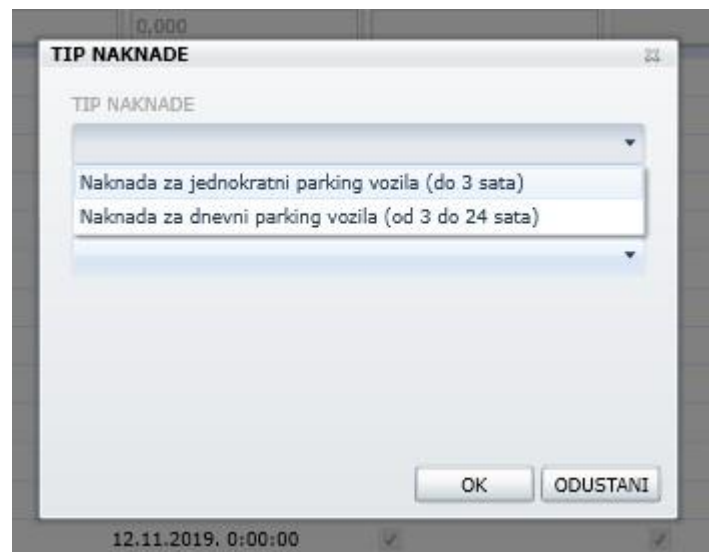 0,000
TIP NAKNADE
TIP NAKNADE
Naknada za jednokratni parking vozila (do 3 sata)
Naknada za dnevni parking vozila (od 3 do 24 sata)
OK
ODUSTANI
12.11.2019. 0:00:00